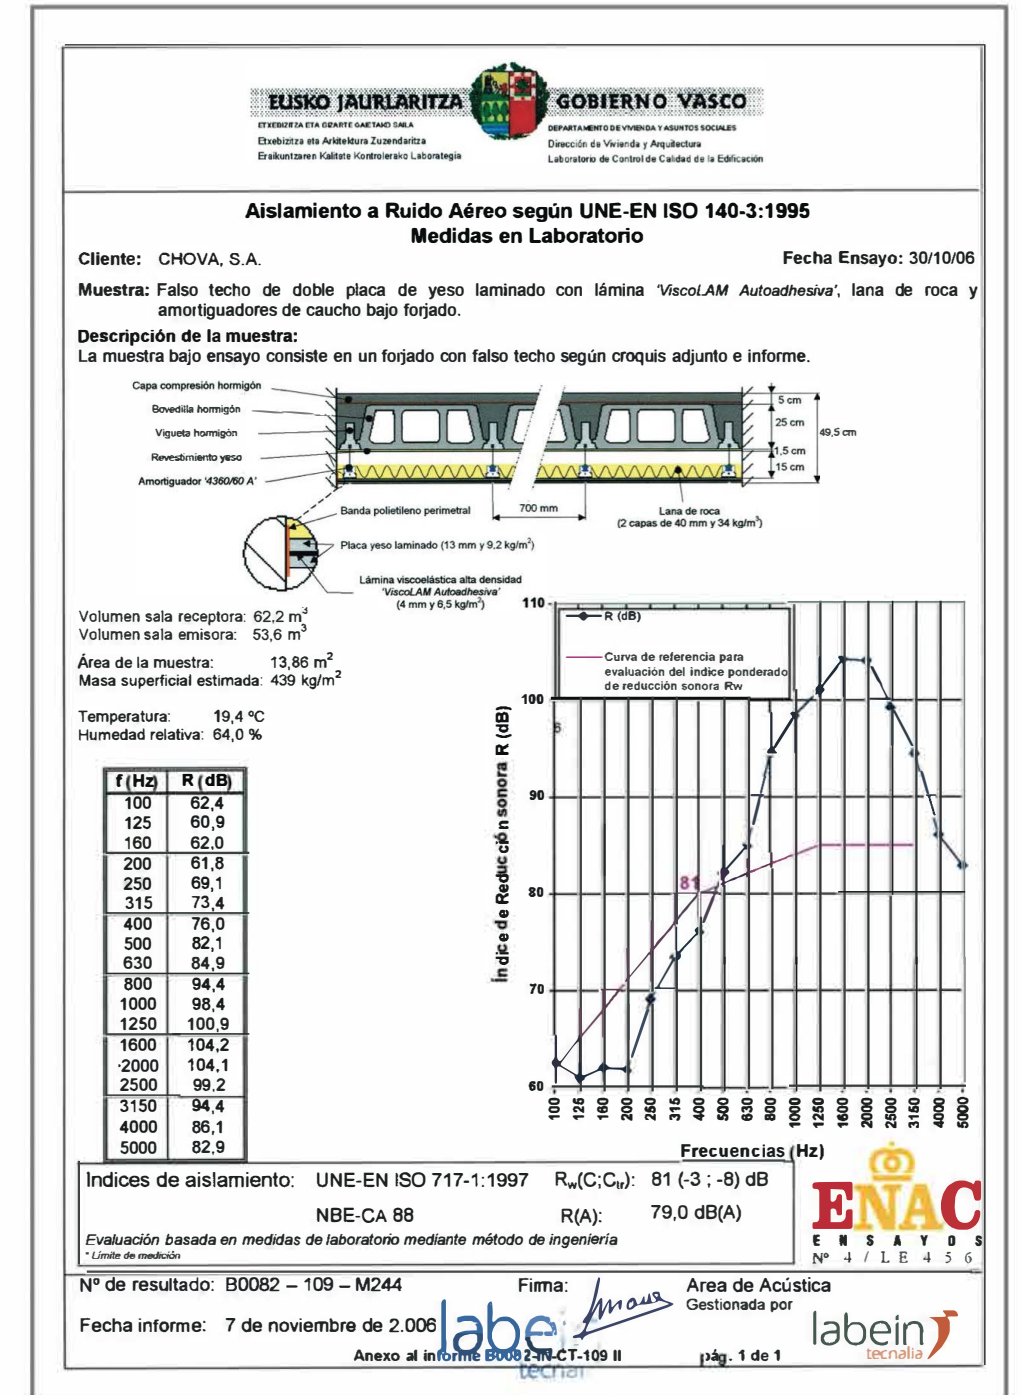 EUSKO JAURLARITZA
GOBIERNO VASCO
ETXEBIZITZA ETA GIZARTE GAIETAKO SAILA
Etxebizitza eta Arkitektura Zuzendaritza
Eraikuntzaren Kalitate Kontrolerako Laborategia
DEPARTAMENTO DE VIVIENDA Y ASUNTOS SOCIALES
Dirección de Vivienda y Arquitectura
Laboratorio de Control de Calidad de la Edificación
Aislamiento a Ruido Aéreo según UNE-EN ISO 140-3:1995
Medidas en Laboratorio
Cliente: CHOVA, S.A.
Fecha Ensayo: 30/10/06
Muestra: Falso techo de doble placa de yeso laminado con lámina 'ViscoLAM Autoadhesiva', lana de roca y
amortiguadores de caucho bajo forjado.
Descripción de la muestra:
La muestra bajo ensayo consiste en un forjado con falso techo según croquis adjunto e informe.
Capa compresión hormigón
Bovedilla hormigón
Vigueta hormigón
Revestimiento yeso
Amortiguador '4360/60 A'
5 cm
25 cm
49,5 cm
1,5 cm
15 cm
Banda polietileno perimetral
700 mm
Lana de roca
(2 capas de 40 mm y 34 kg/m³)
Placa yeso laminado (13 mm y 9,2 kg/m²)
Lámina viscoelástica alta densidad
'ViscoLAM Autoadhesiva'
(4 mm y 6,5 kg/m²)
Volumen sala receptora: 62,2 m³
Volumen sala emisora: 53,6 m³
Área de la muestra: 13,86 m²
Masa superficial estimada: 439 kg/m²
Temperatura: 19,4 ºC
Humedad relativa: 64,0 %
f (Hz) R (dB)
100 62,4
125 60,9
160 62,0
200 61,8
250 69,1
315 73,4
400 76,0
500 82,1
630 84,9
800 94,4
1000 98,4
1250 100,9
1600 104,2
2000 104,1
2500 99,2
3150 94,4
4000 86,1
5000 82,9
R (dB)
Curva de referencia para
evaluación del índice ponderado
de reducción sonora Rw
Índice de Reducción sonora R (dB)
110
100
90
80
70
60
81
100 125 160 200 250 315 400 500 630 800 1000 1250 1600 2000 2500 3150 4000 5000
Frecuencias (Hz)
Indices de aislamiento: UNE-EN ISO 717-1:1997 Rw(C;Ctr): 81 (-3 ; -8) dB
NBE-CA 88 R(A): 79,0 dB(A)
Evaluación basada en medidas de laboratorio mediante método de ingeniería
* Límite de medición
ENAC
ENSAYOS
Nº 4/LE456
Nº de resultado: B0082 – 109 – M244
Firma:
Area de Acústica
Gestionada por
Fecha informe: 7 de noviembre de 2.006
labein
tecnalia
labein
tecnalia
Anexo al informe B0082-IN-CT-109 II
pág. 1 de 1